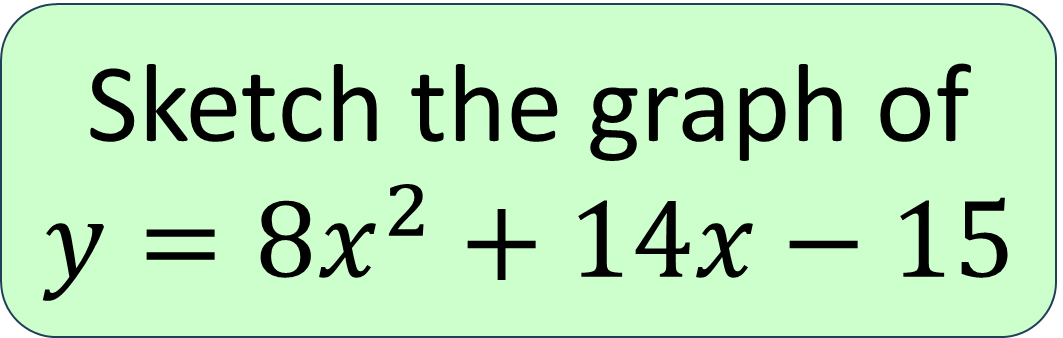 Sketch the graph of
𝑦 = 8𝑥² + 14𝑥 − 15